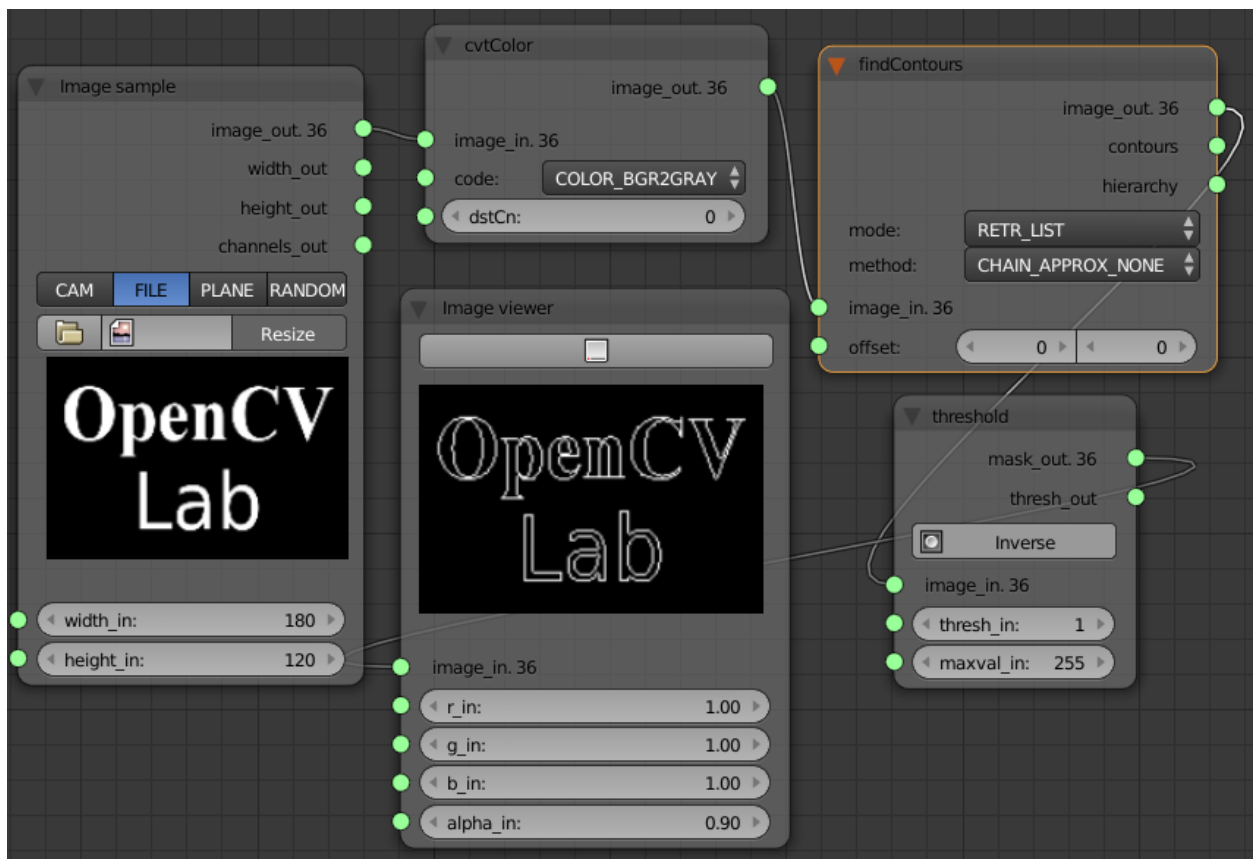 Image sample
image_out. 36
width_out
height_out
channels_out
CAM FILE PLANE RANDOM
Resize
OpenCV
Lab
width_in: 180
height_in: 120
cvtColor
image_out. 36
image_in. 36
code: COLOR_BGR2GRAY
dstCn: 0
Image viewer
OpenCV
Lab
image_in. 36
r_in: 1.00
g_in: 1.00
b_in: 1.00
alpha_in: 0.90
findContours
image_out. 36
contours
hierarchy
mode: RETR_LIST
method: CHAIN_APPROX_NONE
image_in. 36
offset: 0 0
threshold
mask_out. 36
thresh_out
Inverse
image_in. 36
thresh_in: 1
maxval_in: 255